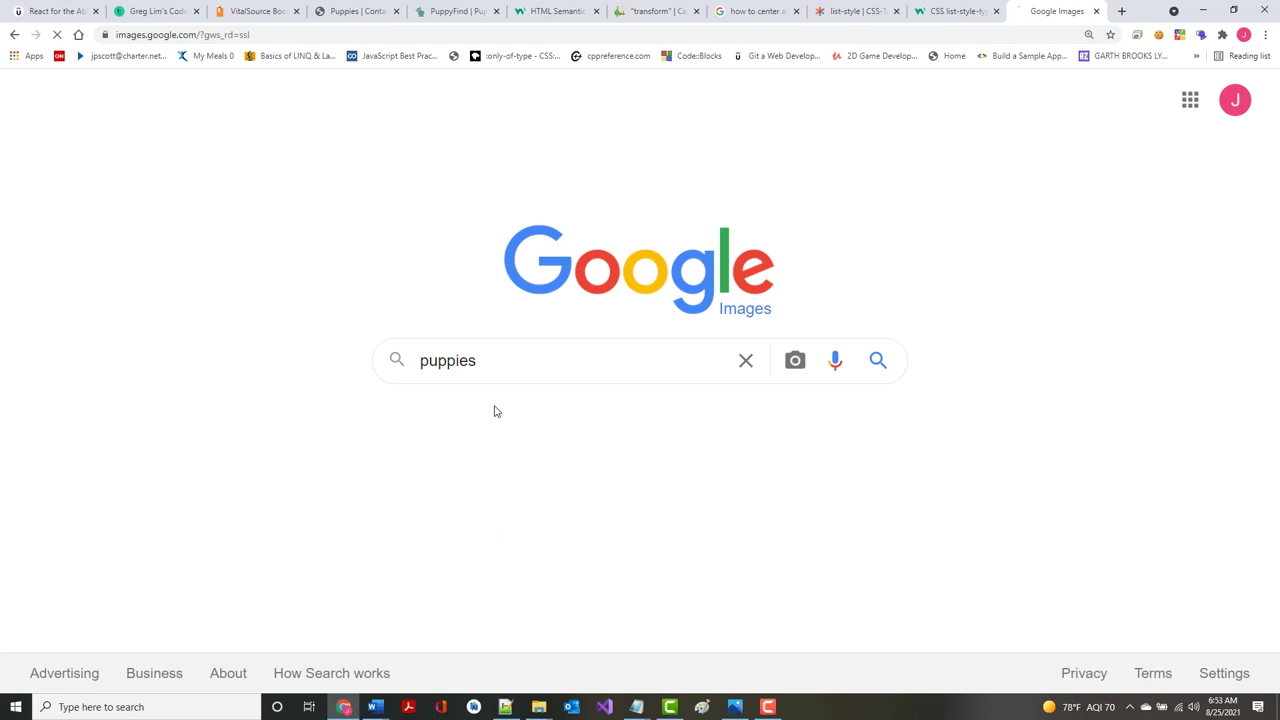 React for the Ab
Greg Lim's Code
VitalSource Boo
Puppies | Conta
PuppyFind | Pup
HTML Semantic
"transform" | Ca
how to center a
list-style | CSS-T
CSS list-style-typ
Google Images
images.google.com/?gws_rd=ssl
Apps
CNN
jpscott@charter.net...
My Meals 0
Basics of LINQ & La...
JavaScript Best Prac...
:only-of-type - CSS:...
cppreference.com
Code::Blocks
Git a Web Develop...
2D Game Develop...
Home
Build a Sample App...
GARTH BROOKS LY...
»
Reading list
J
Google
Images
puppies
Advertising
Business
About
How Search works
Privacy
Terms
Settings
Type here to search
78°F AQI 70
6:53 AM
8/25/2021